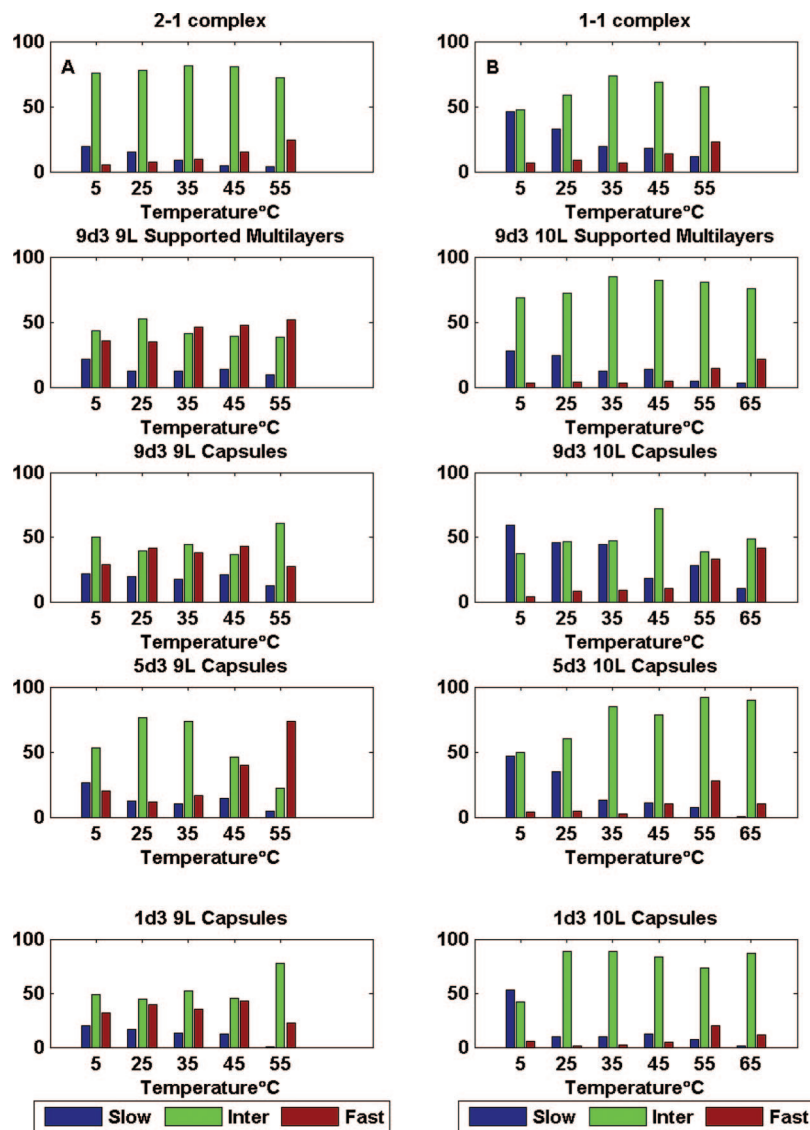 2-1 complex
A
100
50
0
5 25 35 45 55
Temperature°C
9d3 9L Supported Multilayers
100
50
0
5 25 35 45 55
Temperature°C
9d3 9L Capsules
100
50
0
5 25 35 45 55
Temperature°C
5d3 9L Capsules
100
50
0
5 25 35 45 55
Temperature°C
1d3 9L Capsules
100
50
0
5 25 35 45 55
Temperature°C
Slow Inter Fast
1-1 complex
B
100
50
0
5 25 35 45 55
Temperature°C
9d3 10L Supported Multilayers
100
50
0
5 25 35 45 55 65
Temperature°C
9d3 10L Capsules
100
50
0
5 25 35 45 55 65
Temperature°C
5d3 10L Capsules
100
50
0
5 25 35 45 55 65
Temperature°C
1d3 10L Capsules
100
50
0
5 25 35 45 55 65
Temperature°C
Slow Inter Fast